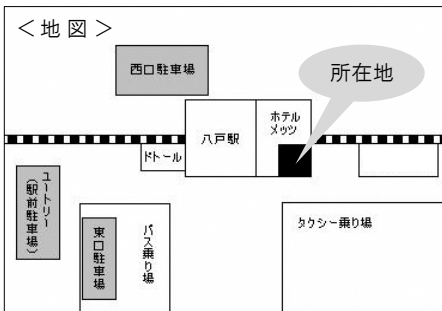 ＜地図＞
西口駐車場
所在地
八戸駅
ホテル
メッツ
ドトール
ユートリー
（駅前駐車場）
東口駐車場
バス乗り場
タクシー乗り場